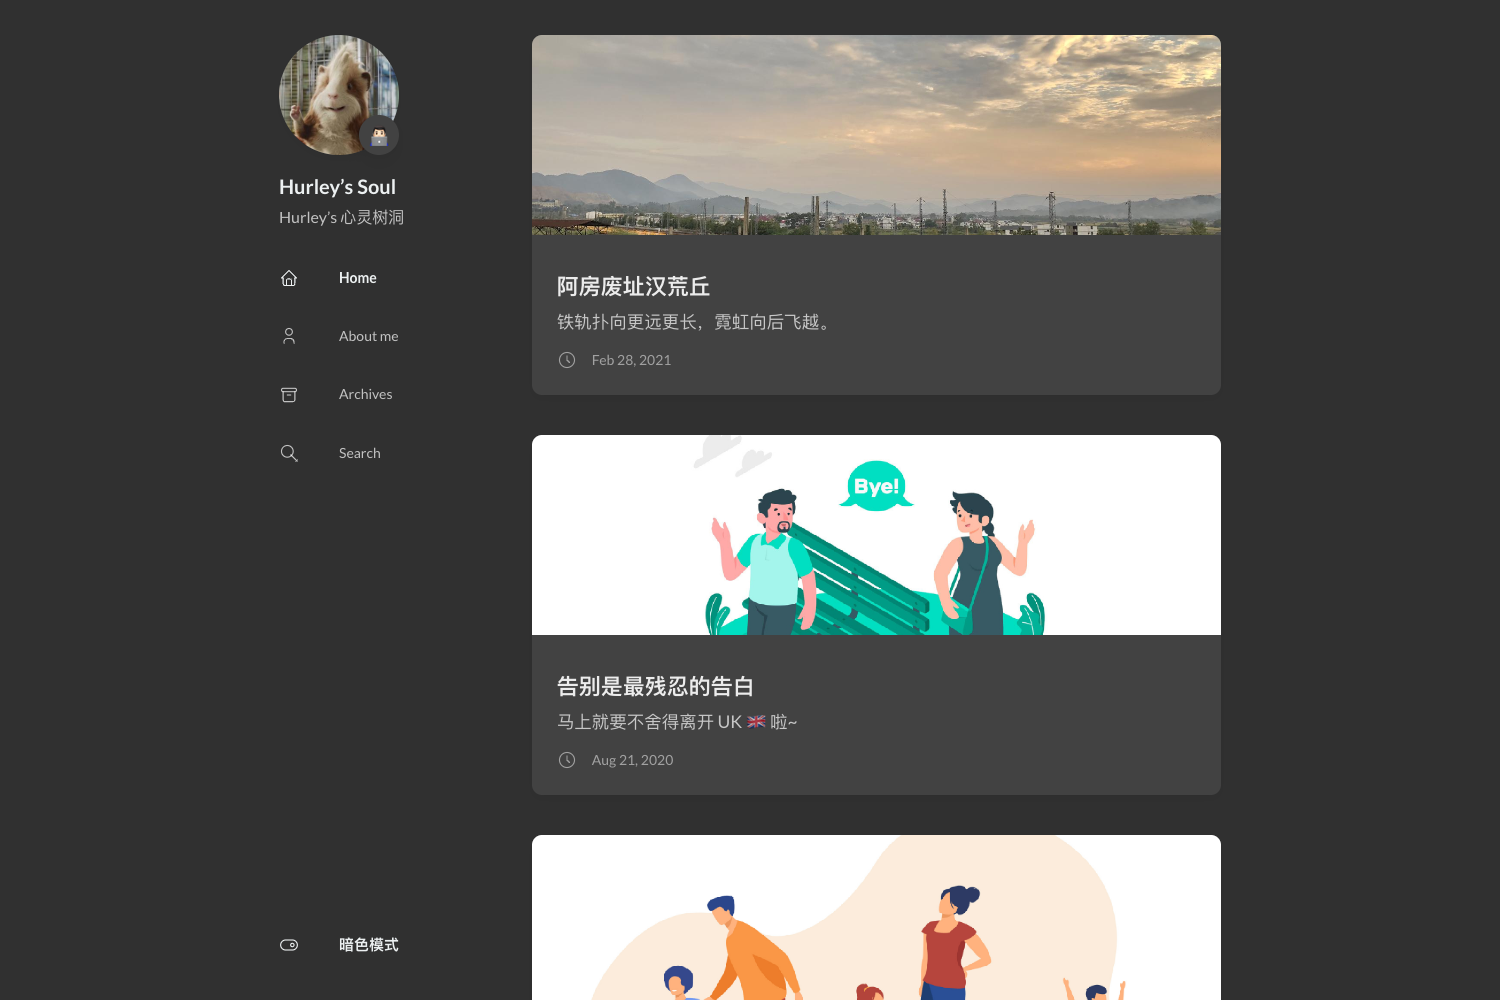 Hurley’s Soul
Hurley’s 心灵树洞
Home
About me
Archives
Search
暗色模式
阿房废址汉荒丘
铁轨扑向更远更长，霓虹向后飞越。
Feb 28, 2021
Bye!
告别是最残忍的告白
马上就要不舍得离开 UK 🇬🇧 啦~
Aug 21, 2020